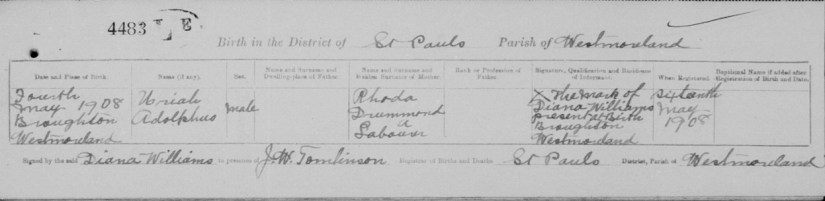 4483
Birth in the District of St Pauls Parish of Westmoreland
Date and Place of Birth. Name (if any). Sex. Name and Surname and Dwelling-place of Father. Name and Surname and Maiden Surname of Mother. Rank or Profession of Father. Signature, Qualification and Residence of Informant. When Registered. Baptismal Name if added after Registration of Birth and Date.
Fourth Uriah Rhoda X The mark of Sixteenth
May 1908 Adolphus male Drummond Diana Williams May
Broughton a present at Birth 1908
Westmoreland Labourer Broughton
Westmoreland
Signed by the said Diana Williams in presence of J. W. Tomlinson Registrar of Births and Deaths St Pauls District, Parish of Westmoreland